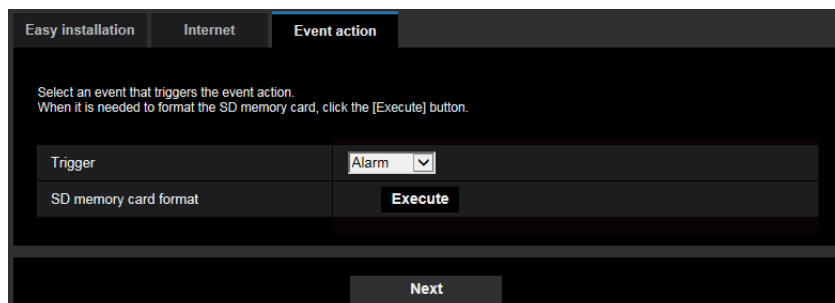 Easy installation Internet Event action
Select an event that triggers the event action.
When it is needed to format the SD memory card, click the [Execute] button.
Trigger Alarm
SD memory card format Execute
Next